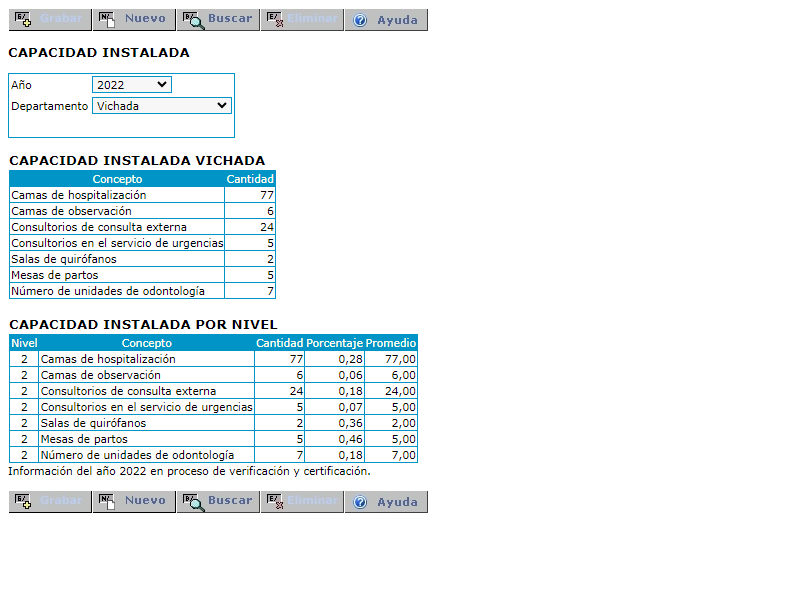 Grabar Nuevo Buscar Eliminar Ayuda
CAPACIDAD INSTALADA
Año 2022
Departamento Vichada
CAPACIDAD INSTALADA VICHADA
Concepto Cantidad
Camas de hospitalización 77
Camas de observación 6
Consultorios de consulta externa 24
Consultorios en el servicio de urgencias 5
Salas de quirófanos 2
Mesas de partos 5
Número de unidades de odontología 7
CAPACIDAD INSTALADA POR NIVEL
Nivel Concepto Cantidad Porcentaje Promedio
2 Camas de hospitalización 77 0,28 77,00
2 Camas de observación 6 0,06 6,00
2 Consultorios de consulta externa 24 0,18 24,00
2 Consultorios en el servicio de urgencias 5 0,07 5,00
2 Salas de quirófanos 2 0,36 2,00
2 Mesas de partos 5 0,46 5,00
2 Número de unidades de odontología 7 0,18 7,00
Información del año 2022 en proceso de verificación y certificación.
Grabar Nuevo Buscar Eliminar Ayuda